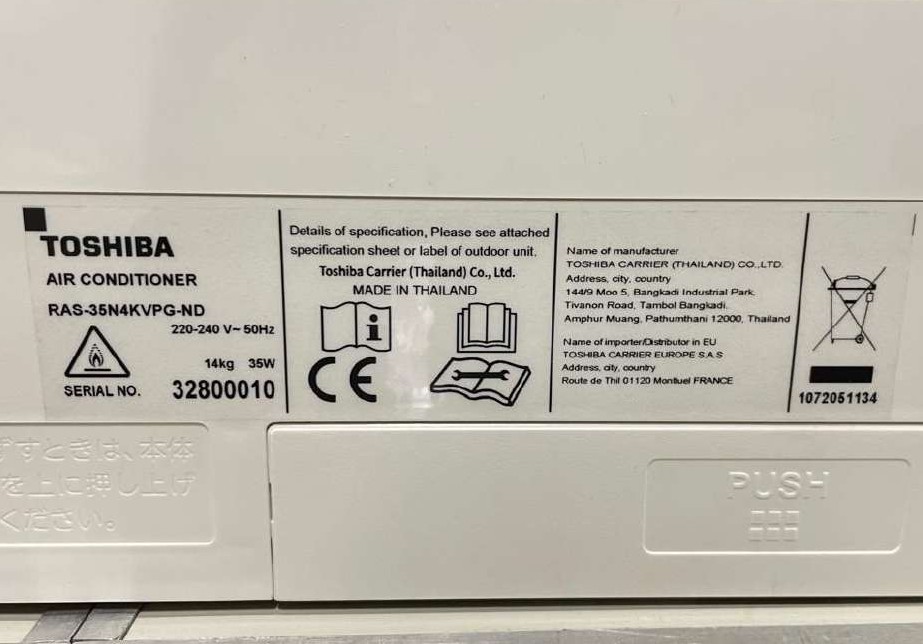 TOSHIBA
AIR CONDITIONER
RAS-35N4KVPG-ND
220-240 V~ 50Hz
14kg 35W
SERIAL NO. 32800010
Details of specification, Please see attached
specification sheet or label of outdoor unit.
Toshiba Carrier (Thailand) Co., Ltd.
MADE IN THAILAND
i
CE
Name of manufacturer
TOSHIBA CARRIER (THAILAND) CO.,LTD.
Address, city, country
144/9 Moo 5, Bangkadi Industrial Park,
Tivanon Road, Tambol Bangkadi.
Amphur Muang, Pathumthani 12000, Thailand
Name of importer/Distributor in EU
TOSHIBA CARRIER EUROPE S.A.S
Address, city, country
Route de Thil 01120 Montluel FRANCE
1072051134
すときは、本体
を上に押し上げ
ください。
PUSH